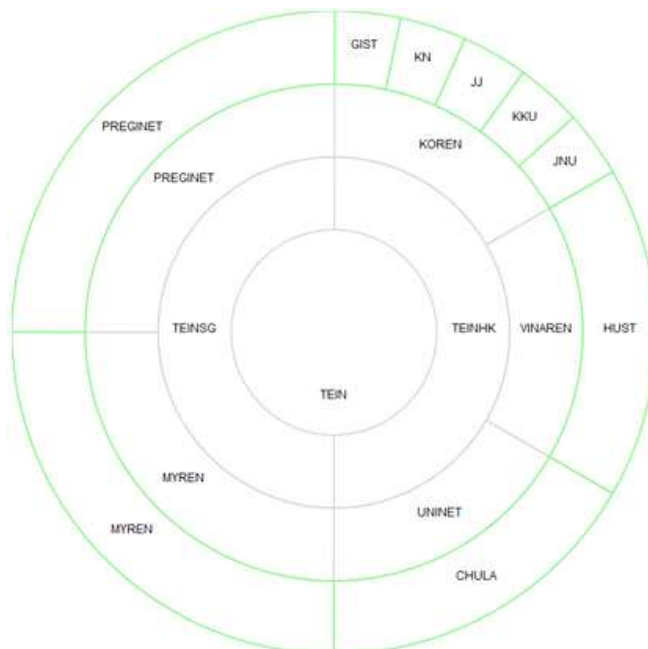 GIST
KN
JJ
KKU
JNU
PREGINET
KOREN
PREGINET
TEINSG
TEINHK
VINAREN
HUST
TEIN
MYREN
UNINET
MYREN
CHULA